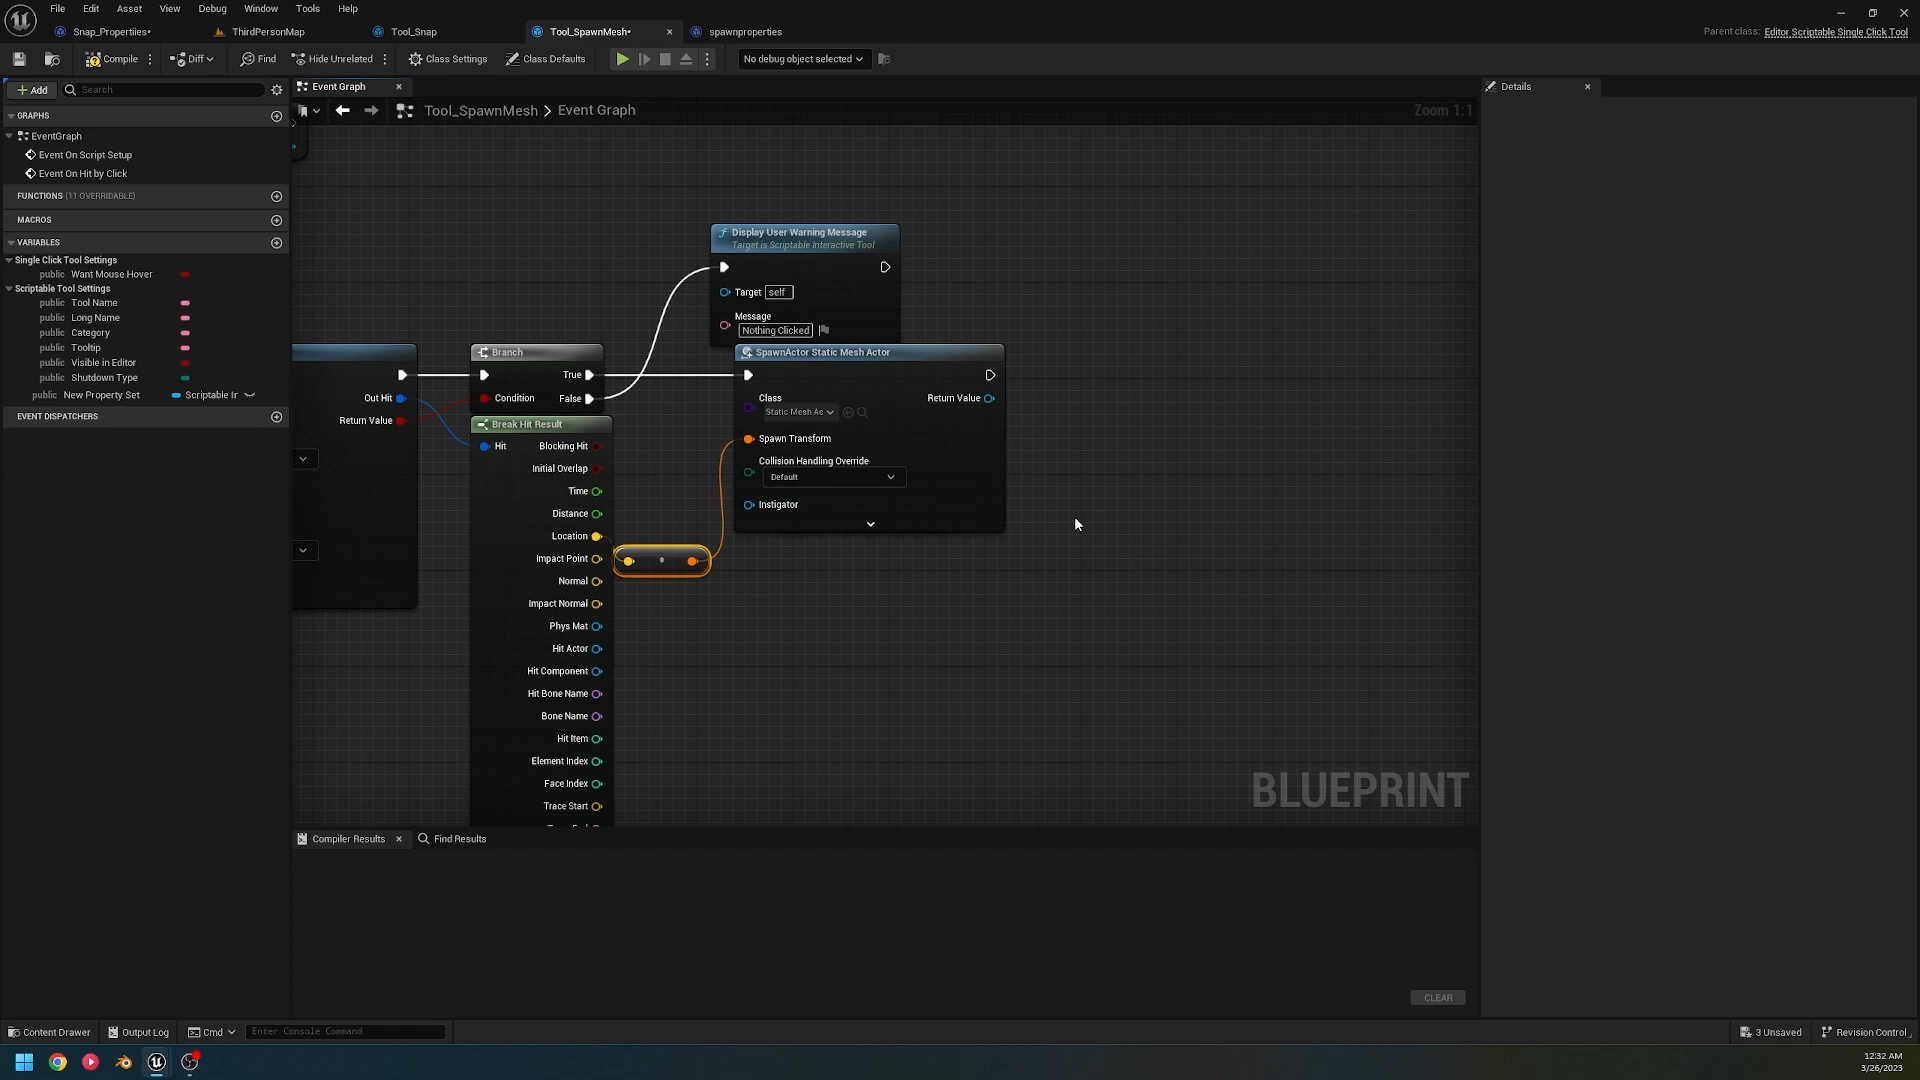 File Edit Asset View Debug Window Tools Help
Snap_Propertiies•
ThirdPersonMap
Tool_Snap
Tool_SpawnMesh•
spawnproperties
Parent class: Editor Scriptable Single Click Tool
Compile
Diff
Find
Hide Unrelated
Class Settings
Class Defaults
No debug object selected
Add
Search
Event Graph
Details
Tool_SpawnMesh > Event Graph
Zoom 1:1
GRAPHS
EventGraph
Event On Script Setup
Event On Hit by Click
FUNCTIONS (11 OVERRIDABLE)
MACROS
VARIABLES
Single Click Tool Settings
public Want Mouse Hover
Scriptable Tool Settings
public Tool Name
public Long Name
public Category
public Tooltip
public Visible in Editor
public Shutdown Type
public New Property Set Scriptable Ir
EVENT DISPATCHERS
Out Hit
Return Value
Branch
True
Condition False
Break Hit Result
Hit Blocking Hit
Initial Overlap
Time
Distance
Location
Impact Point
Normal
Impact Normal
Phys Mat
Hit Actor
Hit Component
Hit Bone Name
Bone Name
Hit Item
Element Index
Face Index
Trace Start
Display User Warning Message
Target is Scriptable Interactive Tool
Target self
Message
Nothing Clicked
SpawnActor Static Mesh Actor
Class
Static Mesh Ac
Return Value
Spawn Transform
Collision Handling Override
Default
Instigator
BLUEPRINT
Compiler Results
Find Results
CLEAR
Content Drawer
Output Log
Cmd
Enter Console Command
3 Unsaved
Revision Control
12:32 AM
3/26/2023